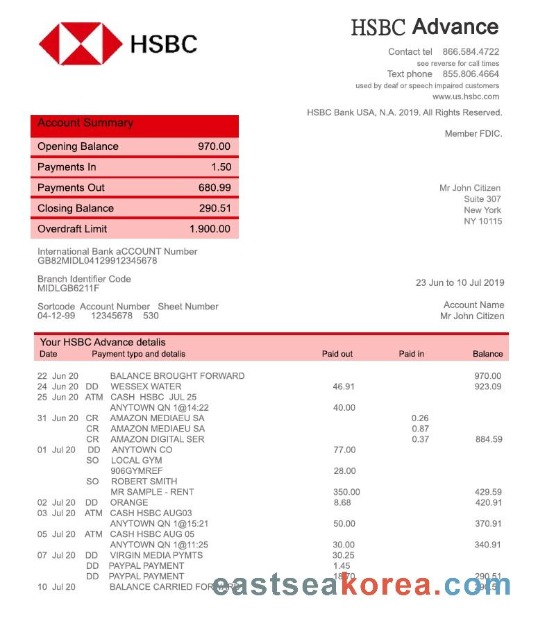 HSBC
HSBC Advance
Contact tel 866.584.4722
see reverse for call times
Text phone 855.806.4664
used by deaf or speech impaired customers
www.us.hsbc.com
HSBC Bank USA, N.A. 2019. All Rights Reserved.
Member FDIC.
Account Summary
Opening Balance 970.00
Payments In 1.50
Payments Out 680.99
Closing Balance 290.51
Overdraft Limit 1.900.00
Mr John Citizen
Suite 307
New York
NY 10115
International Bank aCCOUNT Number
GB82MIDL04129912345678
Branch Identifier Code
MIDLGB6211F
23 Jun to 10 Jul 2019
Sortcode Account Number Sheet Number
04-12-99 12345678 530
Account Name
Mr John Citizen
Your HSBC Advance detalis
Date Payment typo and detalis Paid out Paid in Balance
22 Jun 20 BALANCE BROUGHT FORWARD 970.00
24 Jun 20 DD WESSEX WATER 46.91 923.09
25 Jun 20 ATM CASH HSBC JUL 25
ANYTOWN QN 1@14:22 40.00
31 Jun 20 CR AMAZON MEDIAEU SA 0.26
CR AMAZON MEDIAEU SA 0.87
CR AMAZON DIGITAL SER 0.37 884.59
01 Jul 20 DD ANYTOWN CO 77.00
SO LOCAL GYM
906GYMREF 28.00
SO ROBERT SMITH
MR SAMPLE - RENT 350.00 429.59
02 Jul 20 DD ORANGE 8.68 420.91
03 Jul 20 ATM CASH HSBC AUG03
ANYTOWN QN 1@15:21 50.00 370.91
05 Jul 20 ATM CASH HSBC AUG 05
ANYTOWN QN 1@11:25 30.00 340.91
07 Jul 20 DD VIRGIN MEDIA PYMTS 30.25
DD PAYPAL PAYMENT 1.45
DD PAYPAL PAYMENT 18.70 290.51
10 Jul 20 BALANCE CARRIED FORWARD
eastseakorea.com